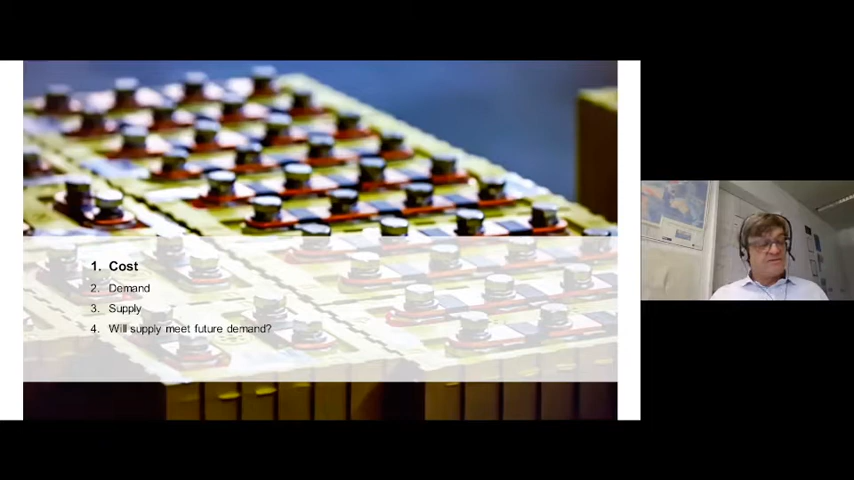 1. Cost
2. Demand
3. Supply
4. Will supply meet future demand?